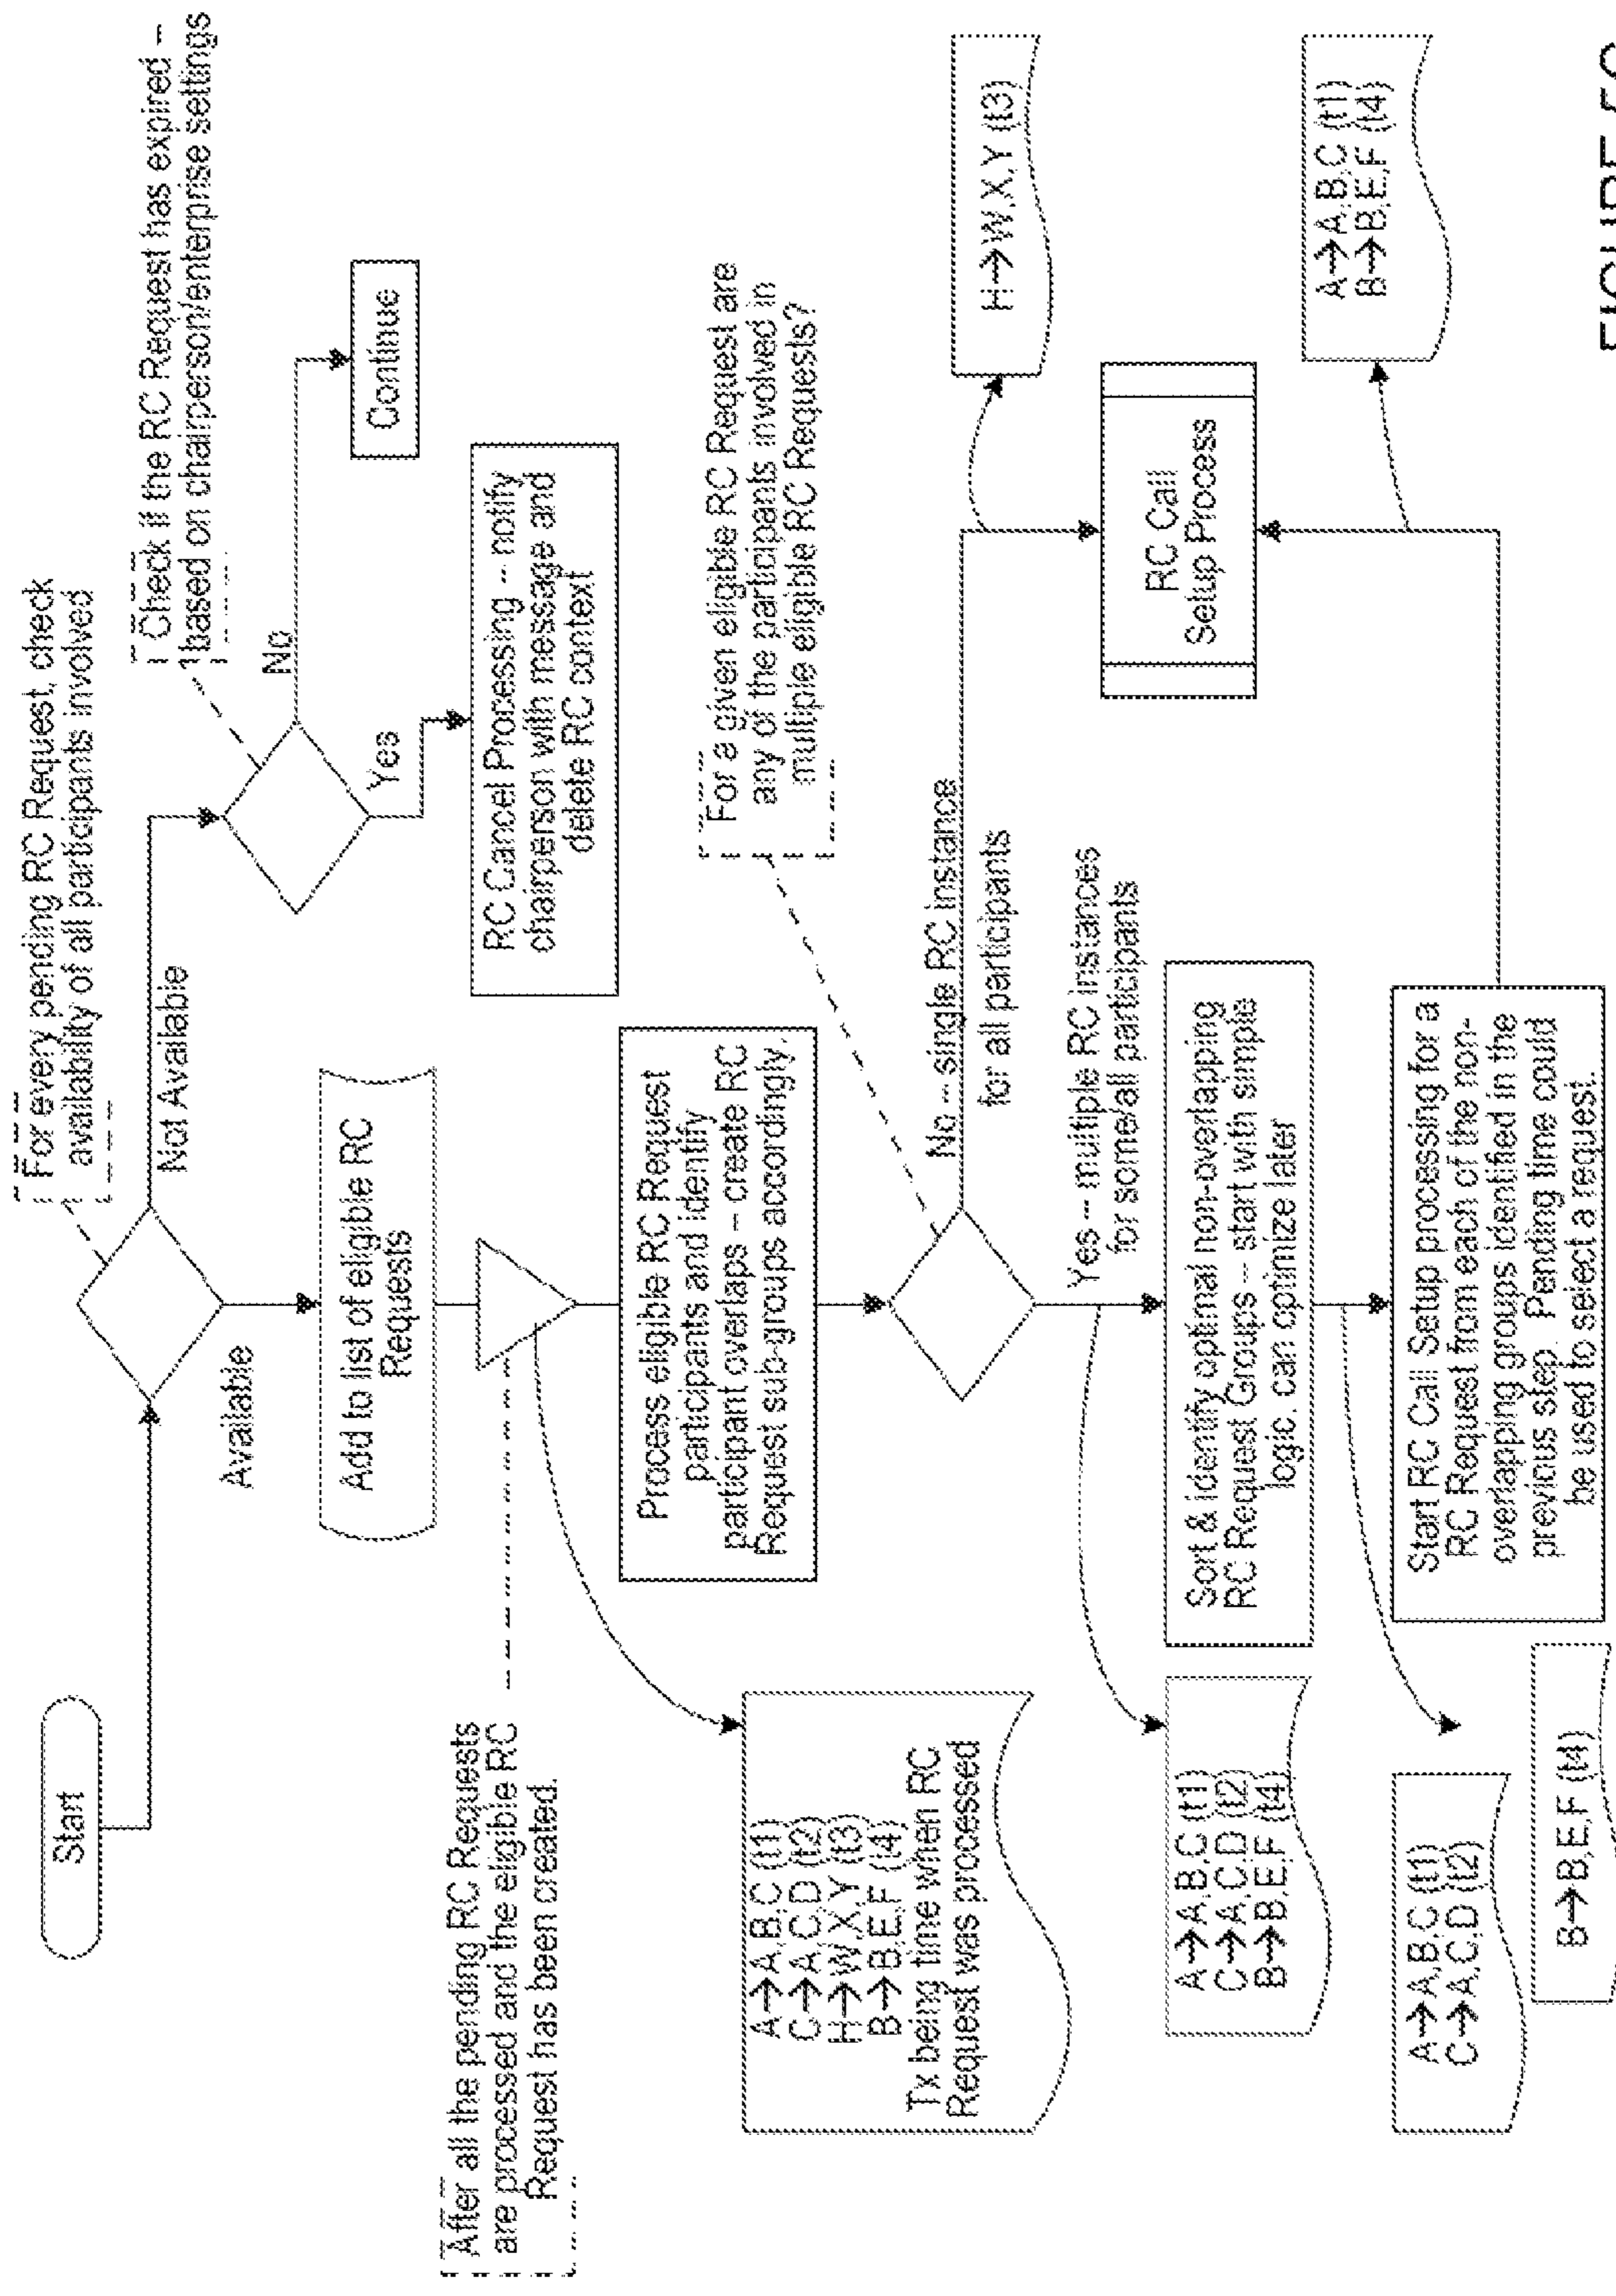 Start
For every pending RC Request, check
availability of all participants involved
Not Available
Available
Check if the RC Request has expired --
based on chairperson/enterprise settings
No
Continue
Yes
RC Cancel Processing -- notify
chairperson with message and
delete RC context
Add to list of eligible RC
Requests
After all the pending RC Requests
are processed and the eligible RC
Request has been created.
Process eligible RC Request
participants and identify
participant overlaps -- create RC
Request sub-groups accordingly.
A→A,B,C (t1)
C→A,C,D (t2)
H→W,X,Y (t3)
B→B,E,F (t4)
Tx being time when RC
Request was processed
For a given eligible RC Request are
any of the participants involved in
multiple eligible RC Requests?
No -- single RC instance
for all participants
H→W,X,Y (t3)
Yes -- multiple RC instances
for some/all participants
A→A,B,C (t1)
C→A,C,D (t2)
B→B,E,F (t4)
Sort & identify optimal non-overlapping
RC Request Groups -- start with simple
logic, can optimize later
RC Call
Setup Process
A→A,B,C (t1)
B→B,E,F (t4)
A→A,B,C (t1)
C→A,C,D (t2)
B→B,E,F (t4)
Start RC Call Setup processing for a
RC Request from each of the non-
overlapping groups identified in the
previous step. Pending time could
be used to select a request.